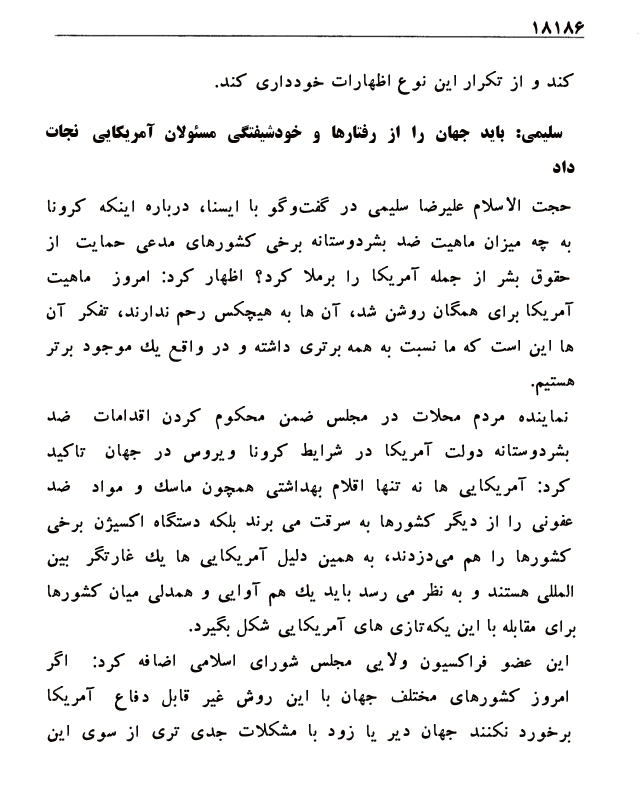 ۱۸۱۸۶
کند و از تکرار این نوع اظهارات خودداری کند.
سلیمی: باید جهان را از رفتارها و خودشیفتگی مسئولان آمریکایی نجات
داد
حجت الاسلام علیرضا سلیمی در گفت‌وگو با ایسنا، درباره اینکه کرونا
به چه میزان ماهیت ضد بشردوستانه برخی کشورهای مدعی حمایت از
حقوق بشر از جمله آمریکا را برملا کرد؟ اظهار کرد: امروز ماهیت
آمریکا برای همگان روشن شد، آن ها به هیچکس رحم ندارند، تفکر آن
ها این است که ما نسبت به همه برتری داشته و در واقع یك موجود برتر
هستیم.
نماینده مردم محلات در مجلس ضمن محکوم کردن اقدامات ضد
بشردوستانه دولت آمریکا در شرایط کرونا ویروس در جهان تاکید
کرد: آمریکایی ها نه تنها اقلام بهداشتی همچون ماسك و مواد ضد
عفونی را از دیگر کشورها به سرقت می برند بلکه دستگاه اکسیژن برخی
کشورها را هم می‌دزدند، به همین دلیل آمریکایی ها یك غارتگر بین
المللی هستند و به نظر می رسد باید یك هم آوایی و همدلی میان کشورها
برای مقابله با این یکه‌تازی های آمریکایی شکل بگیرد.
این عضو فراکسیون ولایی مجلس شورای اسلامی اضافه کرد: اگر
امروز کشورهای مختلف جهان با این روش غیر قابل دفاع آمریکا
برخورد نکنند جهان دیر یا زود با مشکلات جدی تری از سوی این